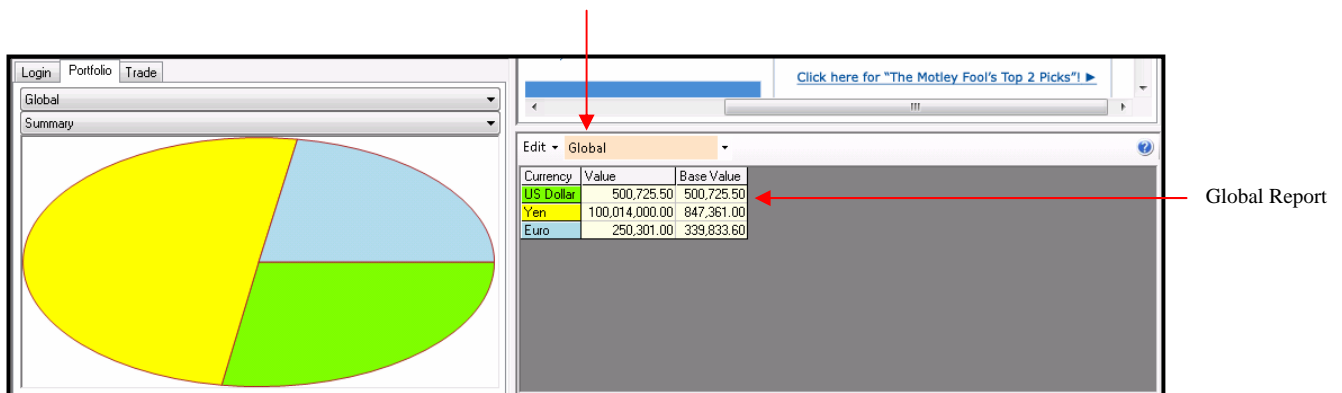 Login Portfolio Trade
Global
Summary
Click here for "The Motley Fool's Top 2 Picks"! ►
Edit Global
Currency Value Base Value
US Dollar 500,725.50 500,725.50
Yen 100,014,000.00 847,361.00
Euro 250,301.00 339,833.60
Global Report